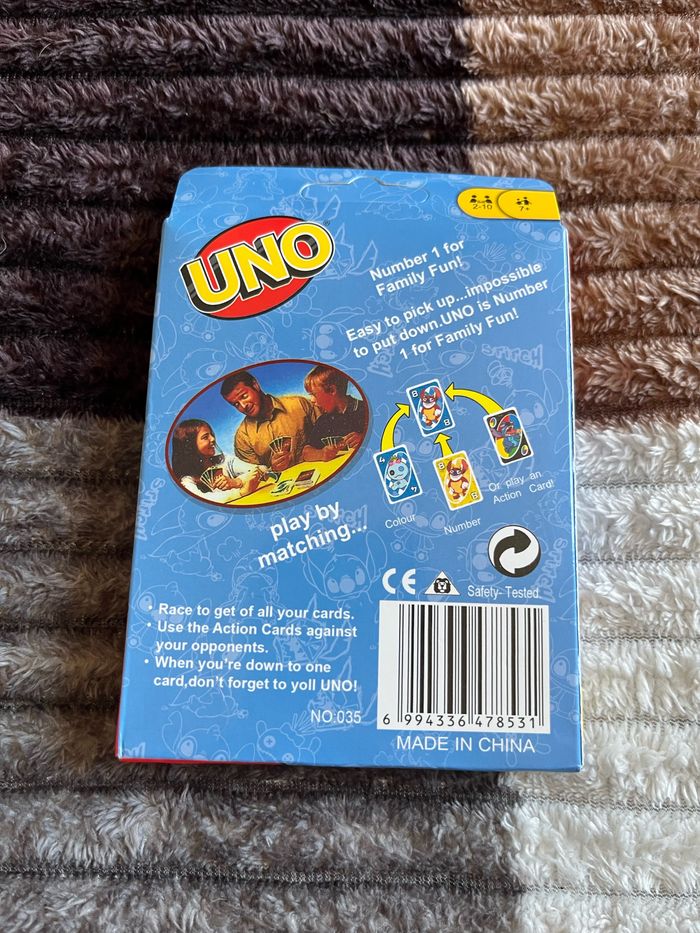 UNO
2-10
7+
Number 1 for
Family Fun!
Easy to pick up...impossible
to put down.UNO is Number
1 for Family Fun!
STITCH
play by
matching...
Colour
Number
Or play an
Action Card!
CE
Safety- Tested
• Race to get of all your cards.
• Use the Action Cards against
your opponents.
• When you're down to one
card,don't forget to yoll UNO!
NO:035
6 994336 478531
MADE IN CHINA